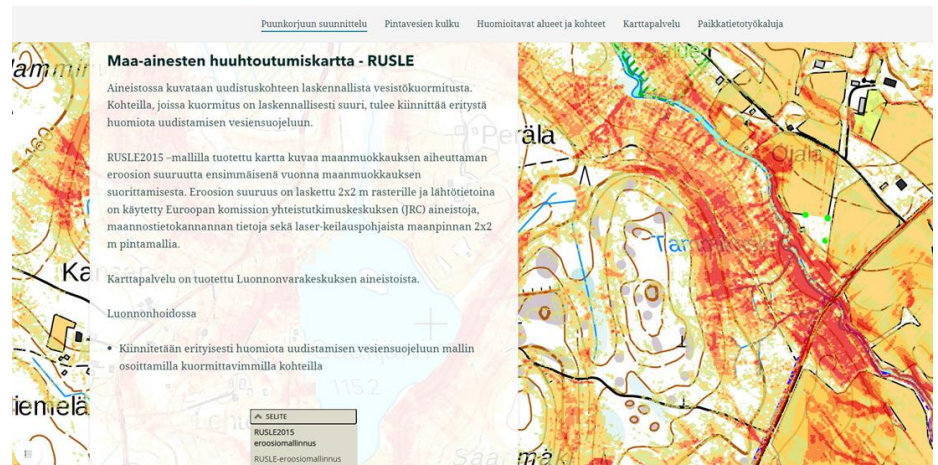 Puunkorjuun suunnittelu Pintavesien kulku Huomioitavat alueet ja kohteet Karttapalvelu Paikkatietotyökaluja
Maa-ainesten huuhtoutumiskartta - RUSLE
Aineistossa kuvataan uudistuskohteen laskennallista vesistökuormitusta.
Kohteilla, joissa kuormitus on laskennallisesti suuri, tulee kiinnittää eritystä
huomiota uudistamisen vesiensuojeluun.
RUSLE2015 –mallilla tuotettu kartta kuvaa maanmuokkauksen aiheuttaman
eroosion suuruutta ensimmäisenä vuonna maanmuokkauksen
suorittamisesta. Eroosion suuruus on laskettu 2x2 m rasterille ja lähtötietoina
on käytetty Euroopan komission yhteistutkimuskeskuksen (JRC) aineistoja,
maannostietokannannan tietoja sekä laser-keilauspohjaista maanpinnan 2x2
m pintamallia.
Karttapalvelu on tuotettu Luonnonvarakeskuksen aineistoista.
Luonnonhoidossa
• Kiinnitetään erityisesti huomiota uudistamisen vesiensuojeluun mallin
osoittamilla kuormittavimmilla kohteilla
SELITE
RUSLE2015
eroosiomallinnus
RUSLE-eroosiomallinnus
Peräla
Ojala
Ka
115.2
iemelä